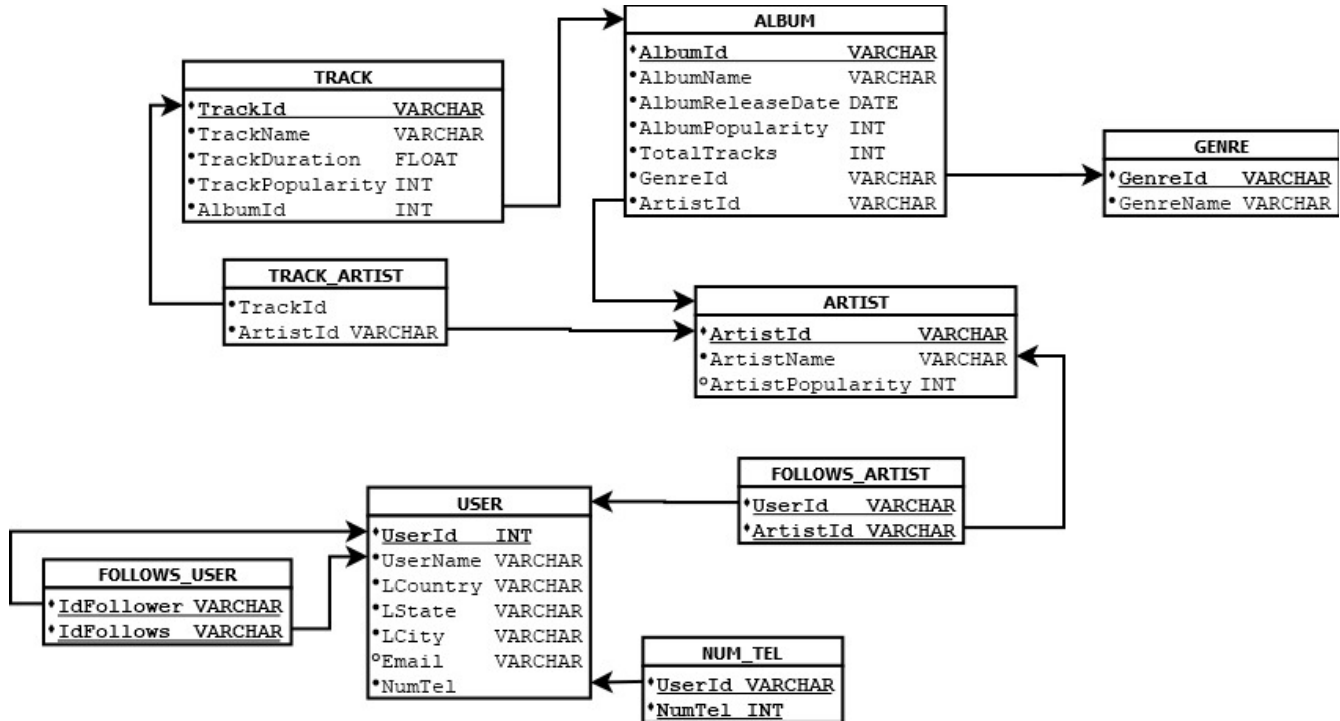 ALBUM
AlbumId VARCHAR
AlbumName VARCHAR
AlbumReleaseDate DATE
AlbumPopularity INT
TotalTracks INT
GenreId VARCHAR
ArtistId VARCHAR
TRACK
TrackId VARCHAR
TrackName VARCHAR
TrackDuration FLOAT
TrackPopularity INT
AlbumId INT
GENRE
GenreId VARCHAR
GenreName VARCHAR
TRACK_ARTIST
TrackId
ArtistId VARCHAR
ARTIST
ArtistId VARCHAR
ArtistName VARCHAR
ArtistPopularity INT
FOLLOWS_ARTIST
UserId VARCHAR
ArtistId VARCHAR
USER
UserId INT
UserName VARCHAR
LCountry VARCHAR
LState VARCHAR
LCity VARCHAR
Email VARCHAR
NumTel
FOLLOWS_USER
IdFollower VARCHAR
IdFollows VARCHAR
NUM_TEL
UserId VARCHAR
NumTel INT